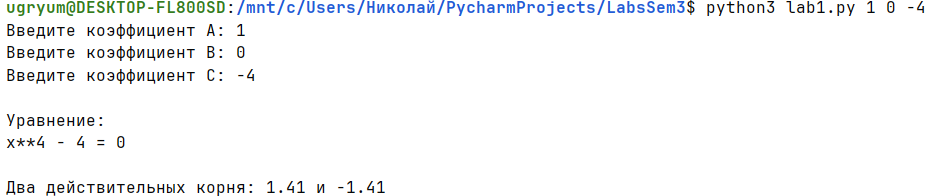 ugryum@DESKTOP-FL800SD:/mnt/c/Users/Николай/PycharmProjects/LabsSem3$ python3 lab1.py 1 0 -4
Введите коэффициент A: 1
Введите коэффициент B: 0
Введите коэффициент C: -4
Уравнение:
x**4 - 4 = 0
Два действительных корня: 1.41 и -1.41